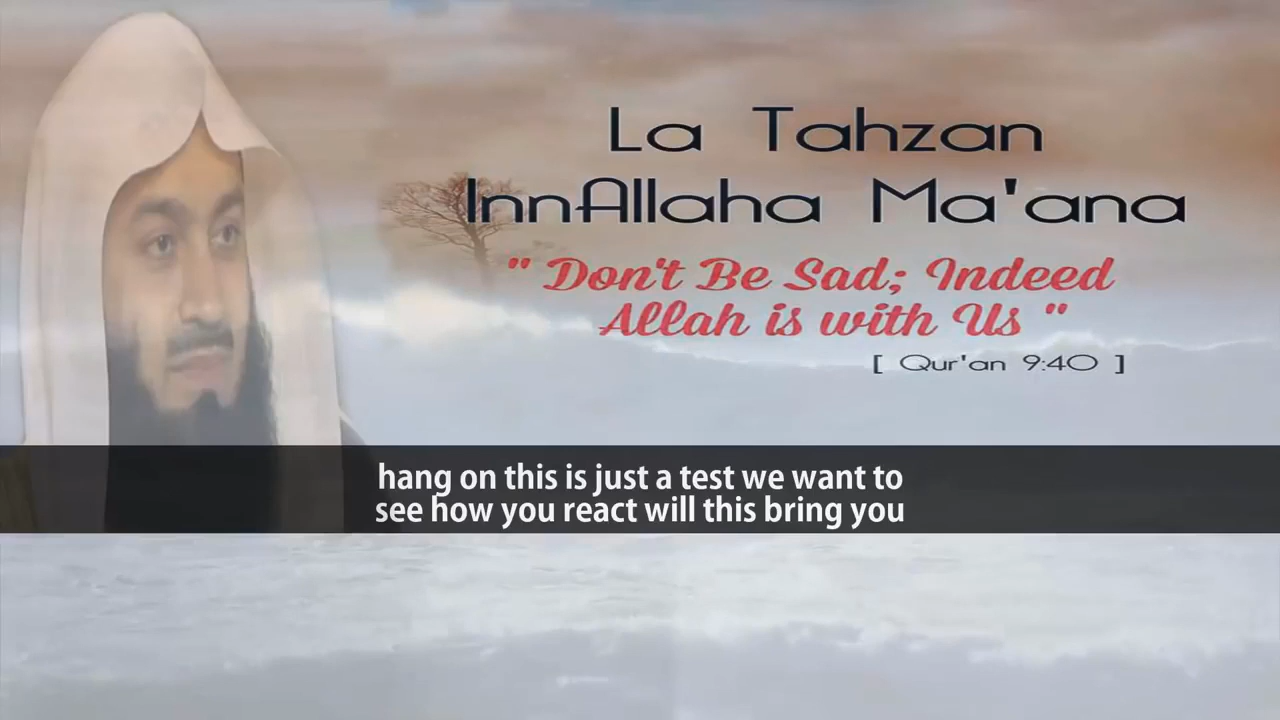 La Tahzan
InnAllaha Ma'ana
" Don't Be Sad; Indeed
Allah is with Us "
[ Qur'an 9:40 ]
hang on this is just a test we want to
see how you react will this bring you